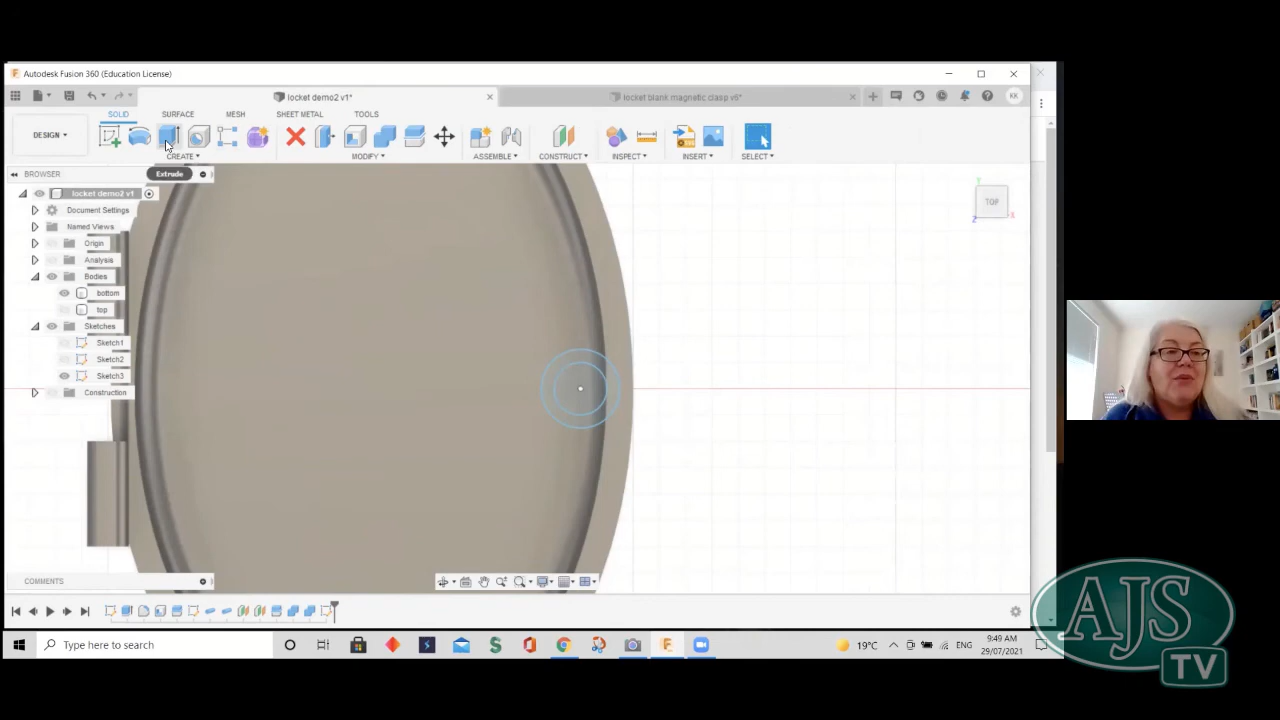 Autodesk Fusion 360 (Education License)
locket demo2 v1*
locket blank magnetic clasp v6*
KK
SOLID
SURFACE
MESH
SHEET METAL
TOOLS
DESIGN
CREATE
MODIFY
ASSEMBLE
CONSTRUCT
INSPECT
INSERT
SELECT
Extrude
BROWSER
locket demo2 v1
Document Settings
Named Views
Origin
Analysis
Bodies
bottom
top
Sketches
Sketch1
Sketch2
Sketch3
Construction
TOP
Y
X
Z
COMMENTS
Type here to search
19°C
ENG
9:49 AM
29/07/2021
AJS
TV